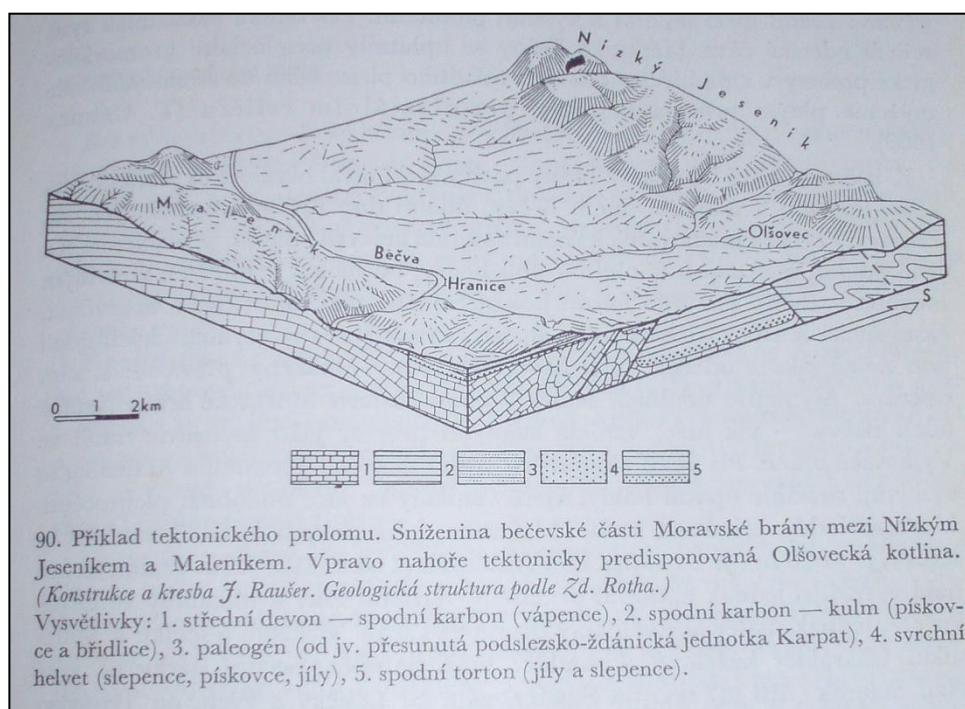 Nízký Jeseník
Maleník
Bečva
Hranice
Olšovec
S
0 1 2km
1 2 3 4 5
90. Příklad tektonického prolomu. Sníženina bečevské části Moravské brány mezi Nízkým
Jeseníkem a Maleníkem. Vpravo nahoře tektonicky predisponovaná Olšovecká kotlina.
(Konstrukce a kresba J. Raušer. Geologická struktura podle Zd. Rotha.)
Vysvětlivky: 1. střední devon — spodní karbon (vápence), 2. spodní karbon — kulm (pískov-
ce a břidlice), 3. paleogén (od jv. přesunutá podslezsko-ždánická jednotka Karpat), 4. svrchní
helvet (slepence, pískovce, jíly), 5. spodní torton (jíly a slepence).